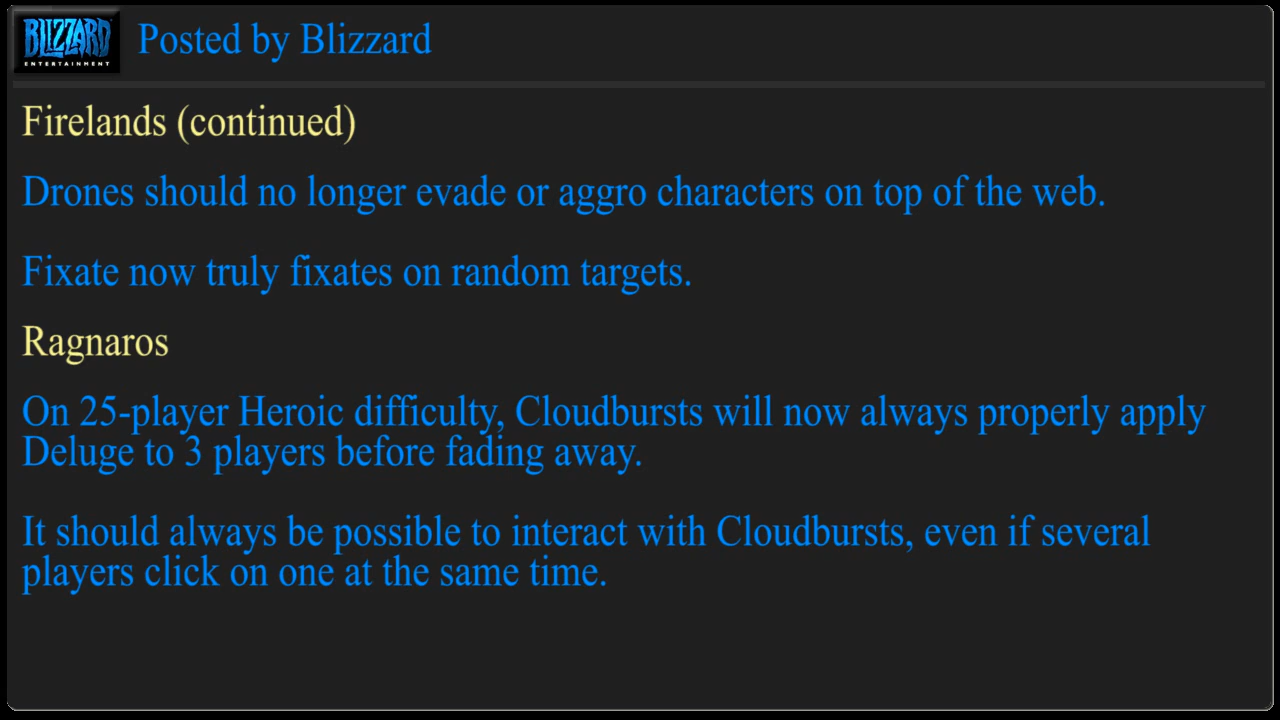 BLIZZARD
ENTERTAINMENT
Posted by Blizzard
Firelands (continued)
Drones should no longer evade or aggro characters on top of the web.
Fixate now truly fixates on random targets.
Ragnaros
On 25-player Heroic difficulty, Cloudbursts will now always properly apply
Deluge to 3 players before fading away.
It should always be possible to interact with Cloudbursts, even if several
players click on one at the same time.